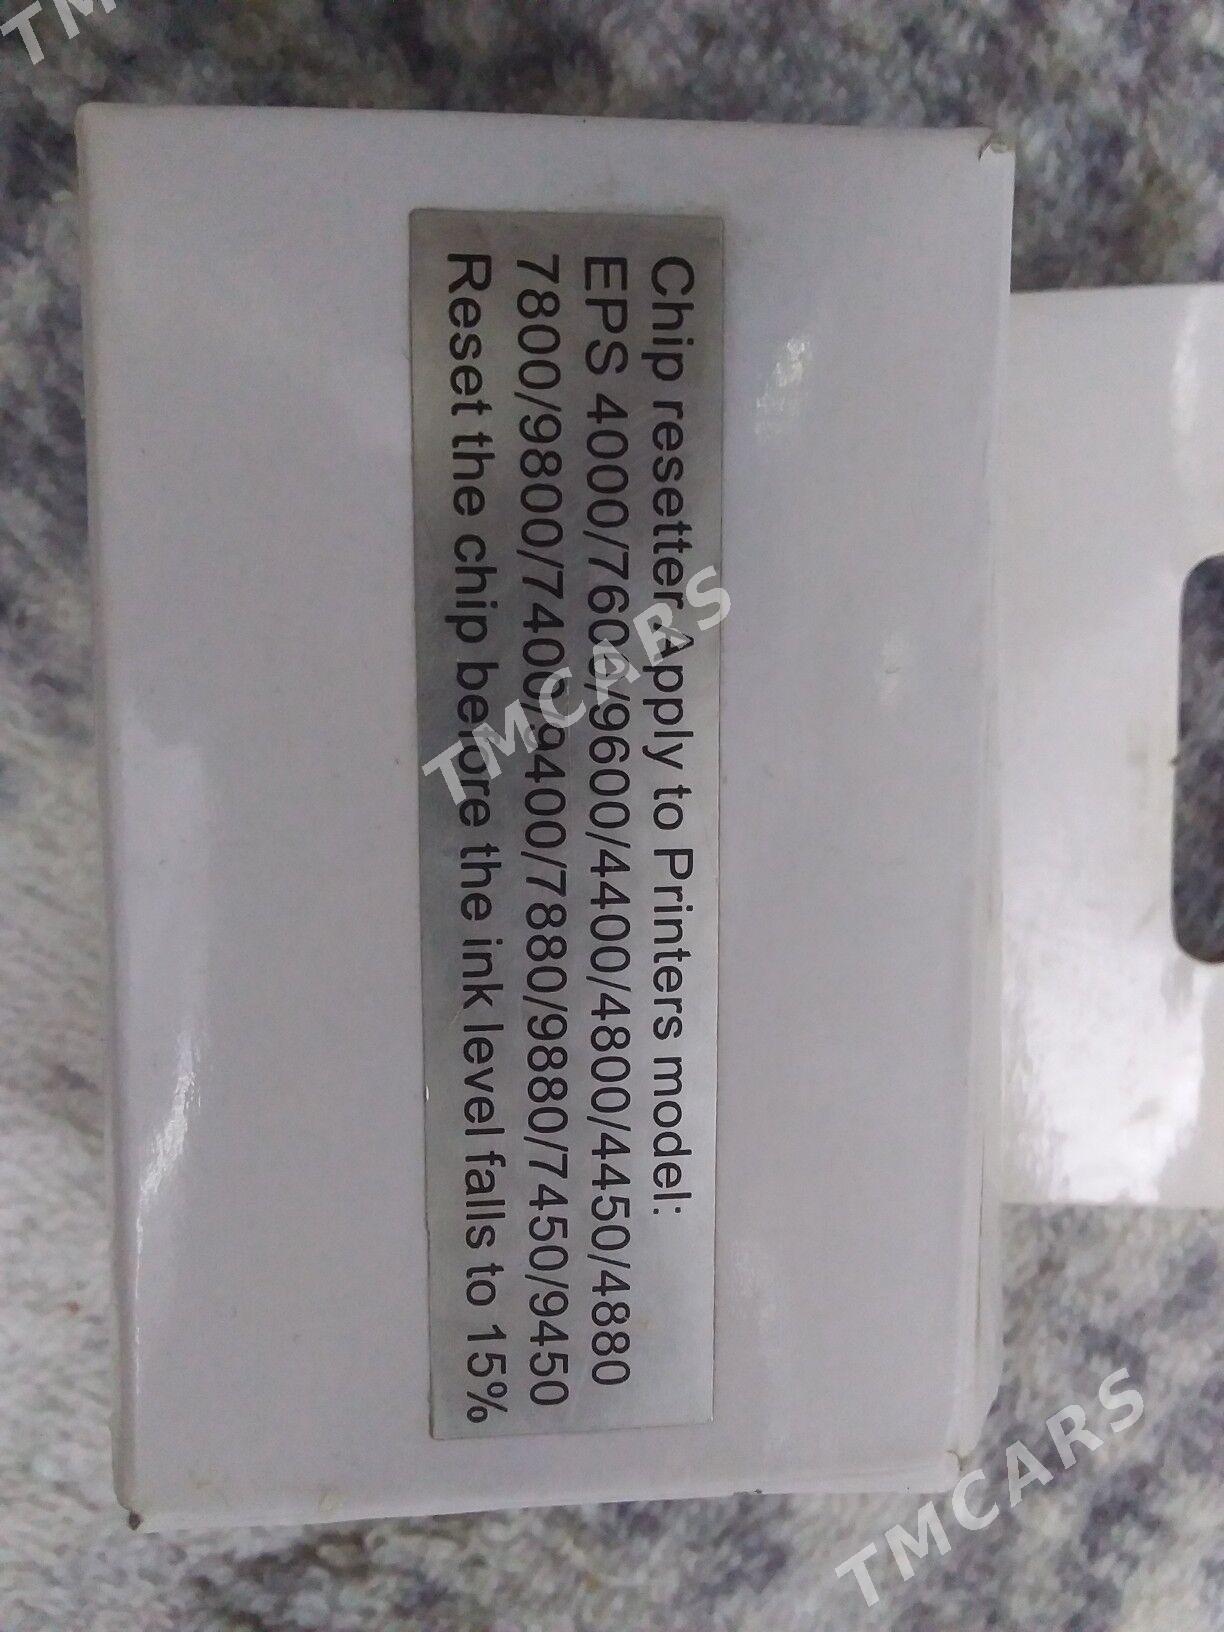 Chip resetter.Apply to Printers model:
EPS 4000/7600/9600/4400/4800/4450/4880
7800/9800/7400/9400/7880/9880/7450/9450
Reset the chip before the ink level falls to 15%
TM
TMCARS
TMCARS